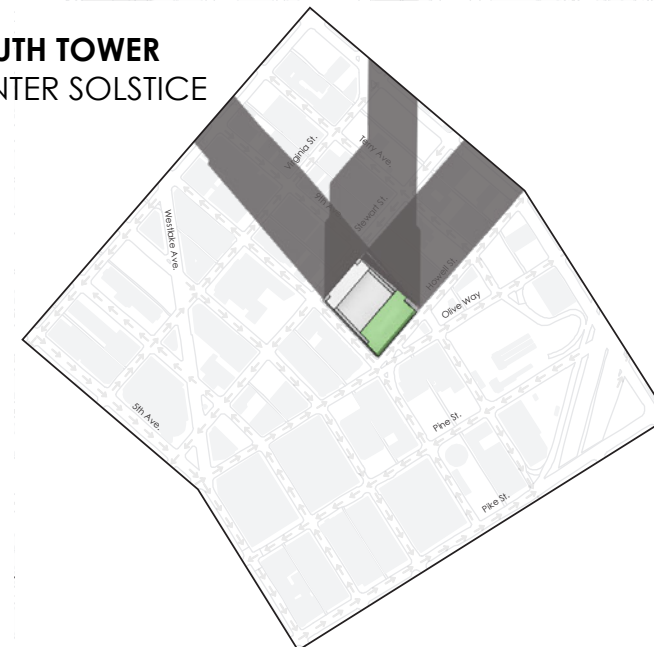 UTH TOWER
NTER SOLSTICE
Virginia St.
Terry Ave.
Stewart St.
Westlake Ave.
Howell St.
Olive Way
5th Ave.
Pine St.
Pike St.